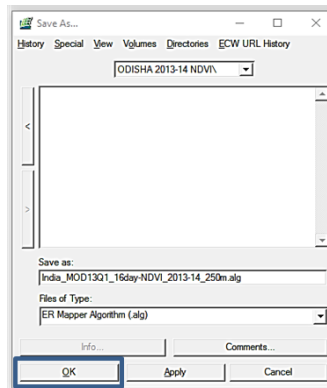 Save As...
History Special View Volumes Directories ECW URL History
ODISHA 2013-14 NDVI\
<
>
Save as:
India_MOD13Q1_16day-NDVI_2013-14_250m.alg
Files of Type:
ER Mapper Algorithm (.alg)
Info... Comments...
OK Apply Cancel